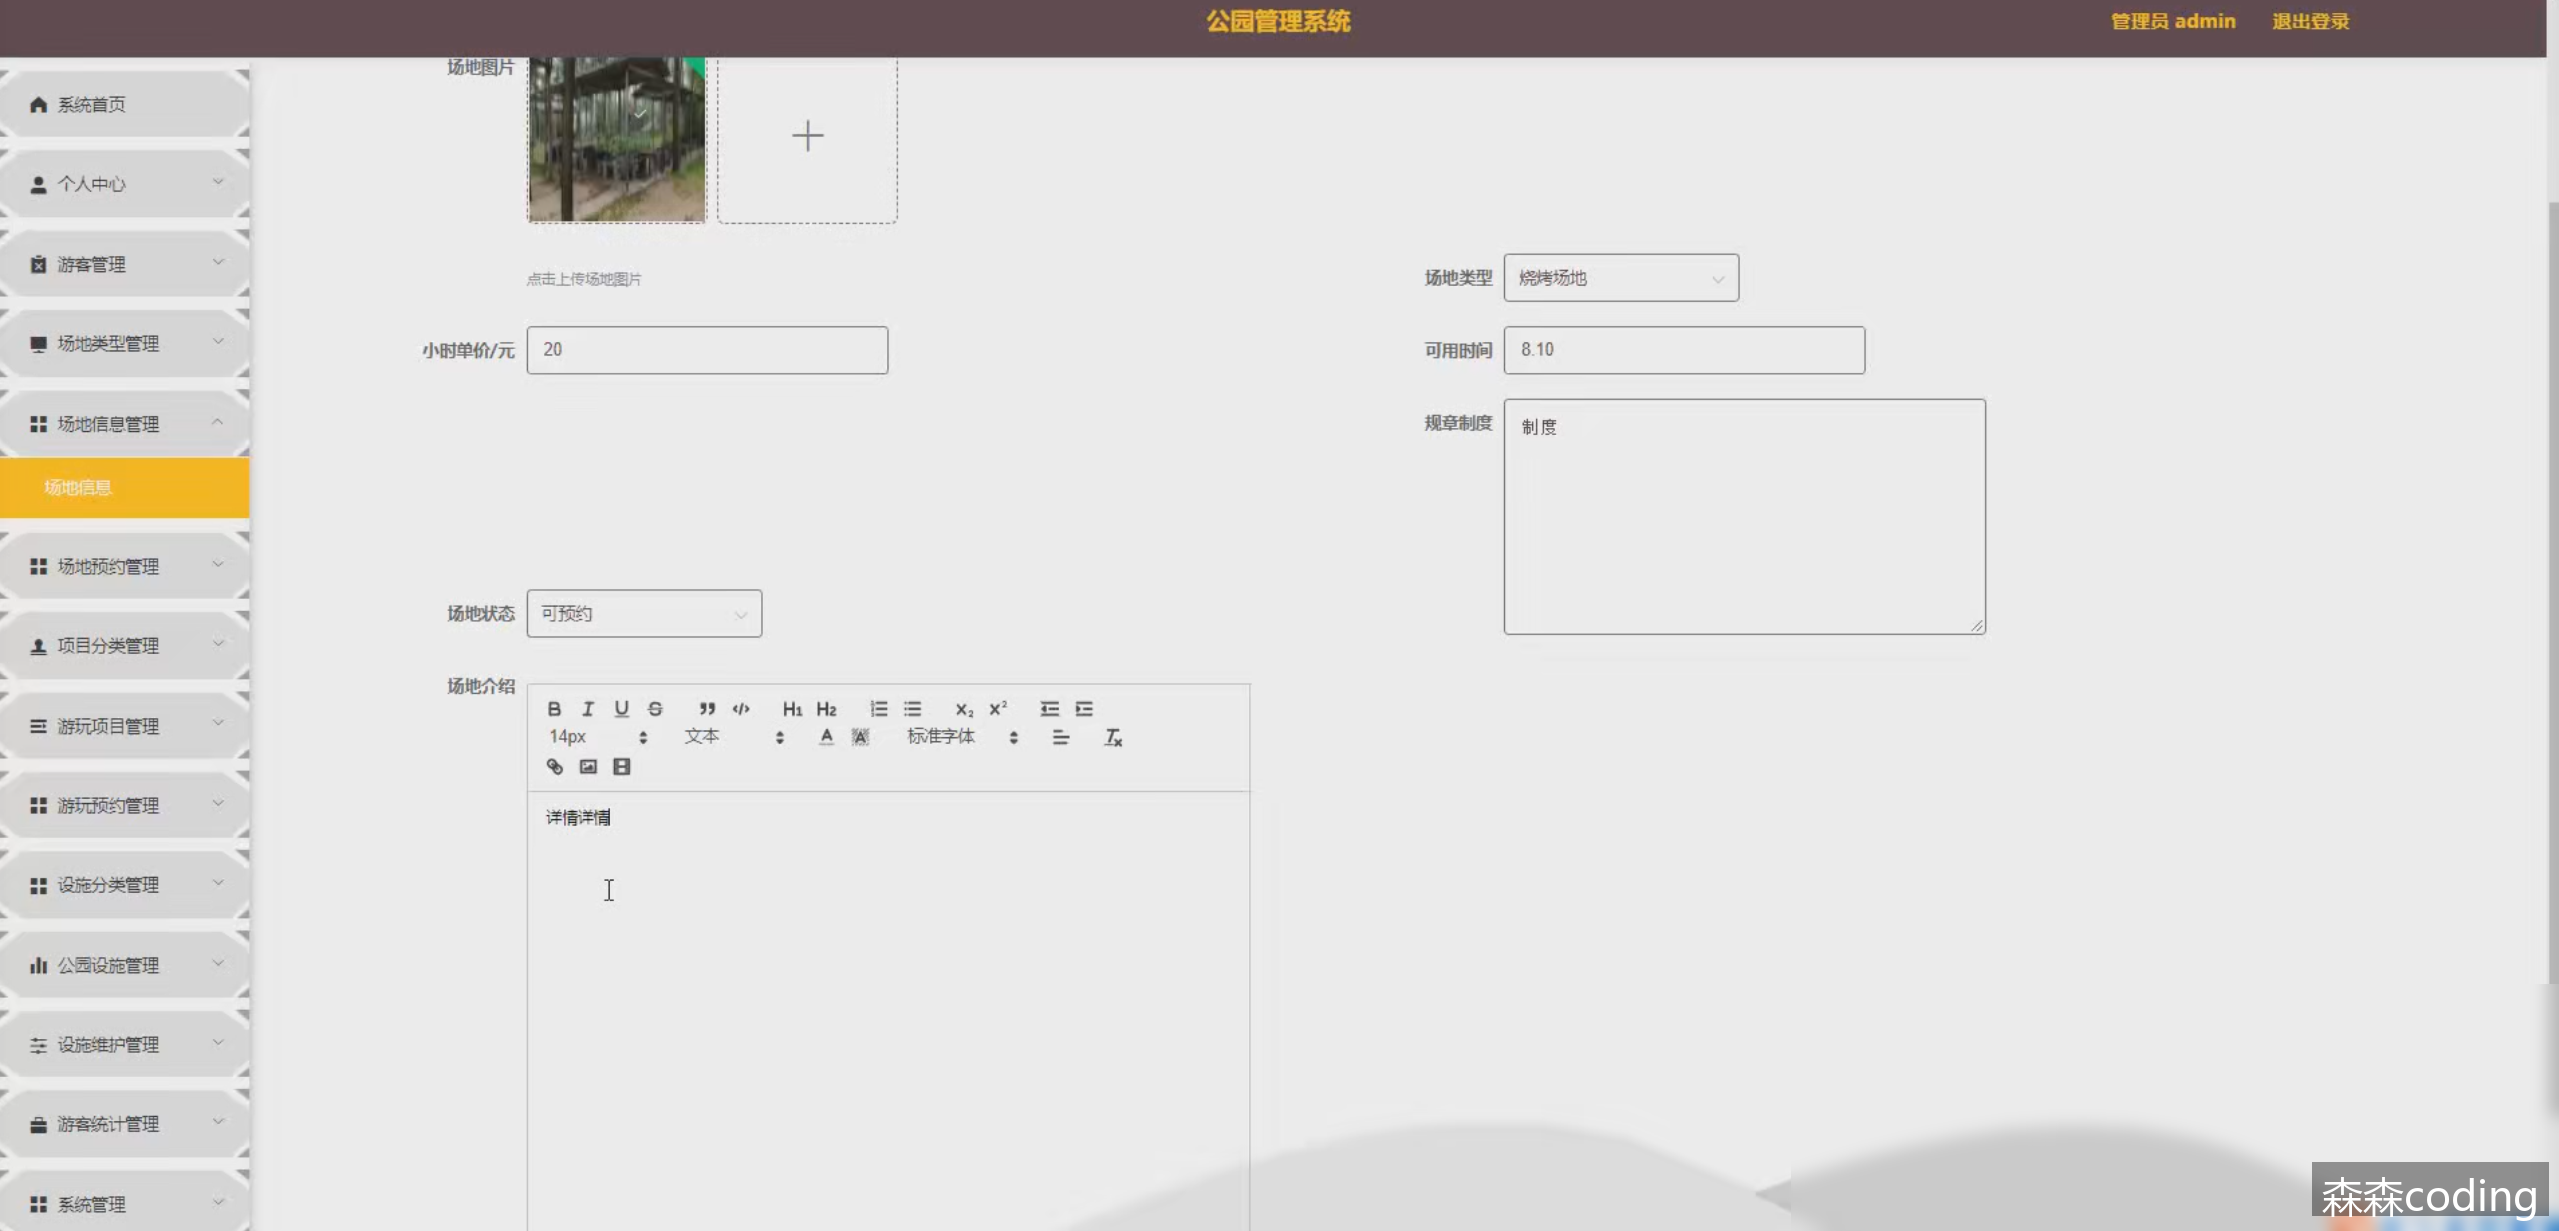 公园管理系统
管理员 admin
退出登录
系统首页
个人中心
游客管理
场地类型管理
场地信息管理
场地信息
场地预约管理
项目分类管理
游玩项目管理
游玩预约管理
设施分类管理
公园设施管理
设施维护管理
游客统计管理
系统管理
场地图片
点击上传场地图片
场地类型
烧烤场地
小时单价/元
20
可用时间
8.10
规章制度
制度
场地状态
可预约
场地介绍
B I U S H1 H2 X2 X2
14px 文本 A A 标准字体 Tx
详情详情
森森coding